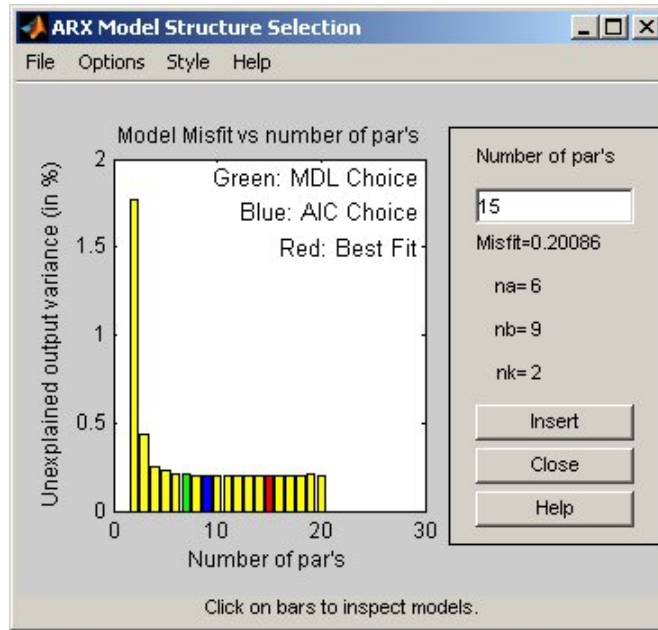 ARX Model Structure Selection
File Options Style Help
Model Misfit vs number of par's
Unexplained output variance (in %)
2
1.5
1
0.5
0
Green: MDL Choice
Blue: AIC Choice
Red: Best Fit
0 10 20 30
Number of par's
Number of par's
15
Misfit=0.20086
na= 6
nb= 9
nk= 2
Insert
Close
Help
Click on bars to inspect models.